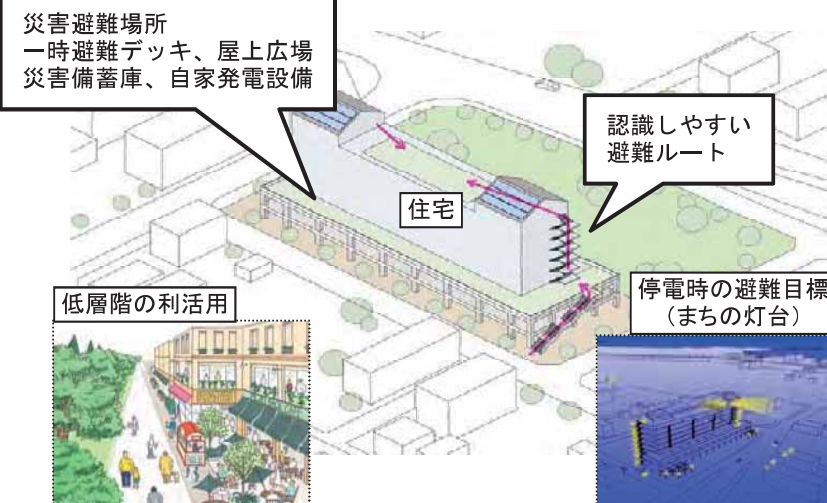 災害避難場所
一時避難デッキ、屋上広場
災害備蓄庫、自家発電設備
認識しやすい
避難ルート
住宅
低層階の利活用
停電時の避難目標
（まちの灯台）